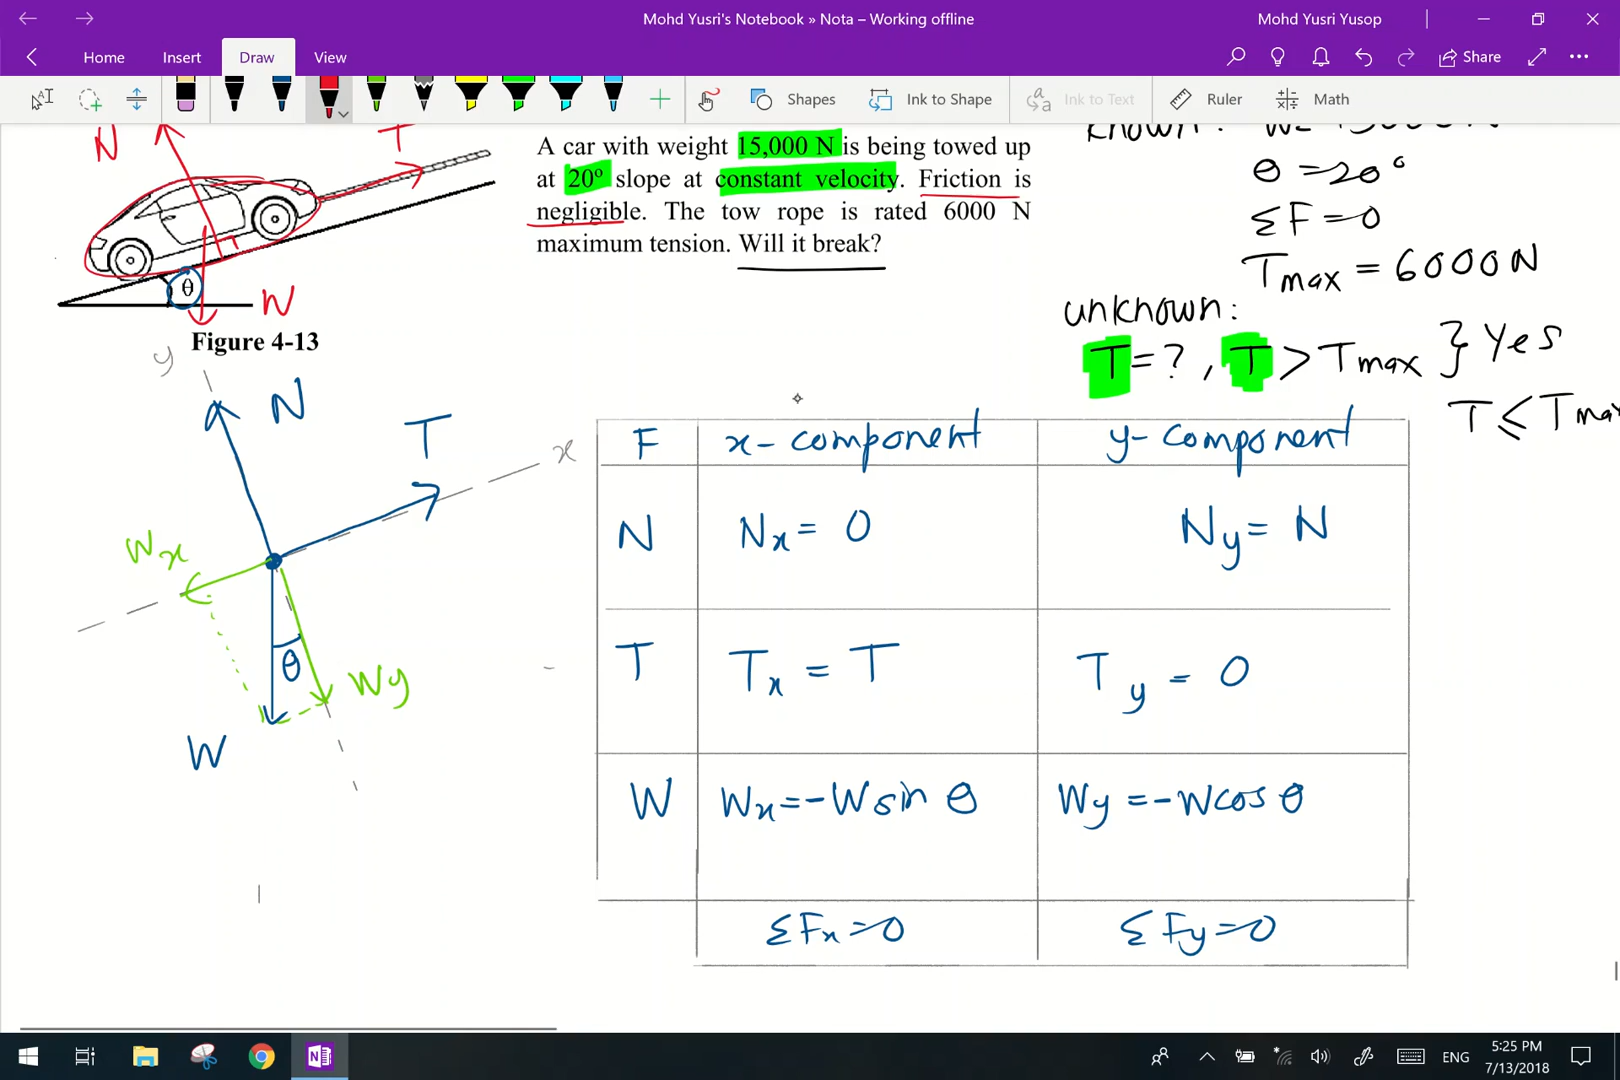 Mohd Yusri's Notebook » Nota – Working offline
Mohd Yusri Yusop
Home
Insert
Draw
View
Share
Shapes
Ink to Shape
Ink to Text
Ruler
Math
A car with weight 15,000 N is being towed up
at 20º slope at constant velocity. Friction is
negligible. The tow rope is rated 6000 N
maximum tension. Will it break?
N
T
θ
W
Figure 4-13
known: W = 15000 N
θ = 20°
ΣF = 0
Tmax = 6000N
unknown:
T = ? , T > Tmax } Yes
T ≤ Tmax
y
N
T
x
Wx
θ
Wy
W
F x-component y-component
N Nx = 0 Ny = N
T Tx = T Ty = 0
W Wx = -W sin θ Wy = -W cos θ
ΣFx = 0 ΣFy = 0
ENG
5:25 PM
7/13/2018